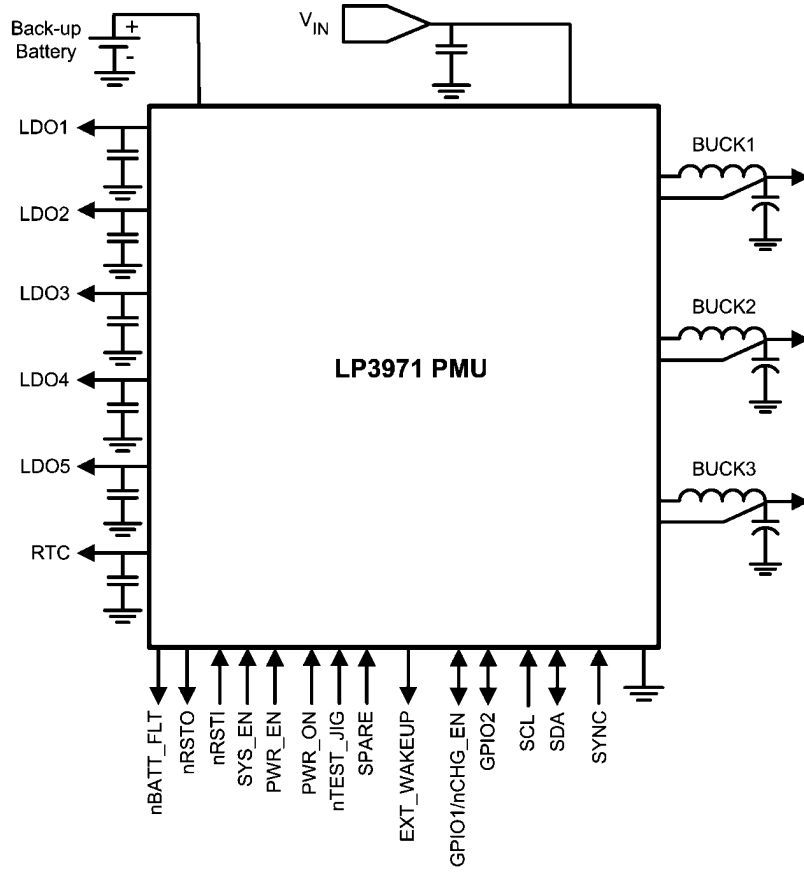 Back-up
Battery
+
-
VIN
LDO1
LDO2
LDO3
LDO4
LDO5
RTC
LP3971 PMU
BUCK1
BUCK2
BUCK3
nBATT_FLT
nRSTO
nRSTI
SYS_EN
PWR_EN
PWR_ON
nTEST_JIG
SPARE
EXT_WAKEUP
GPIO1/nCHG_EN
GPIO2
SCL
SDA
SYNC